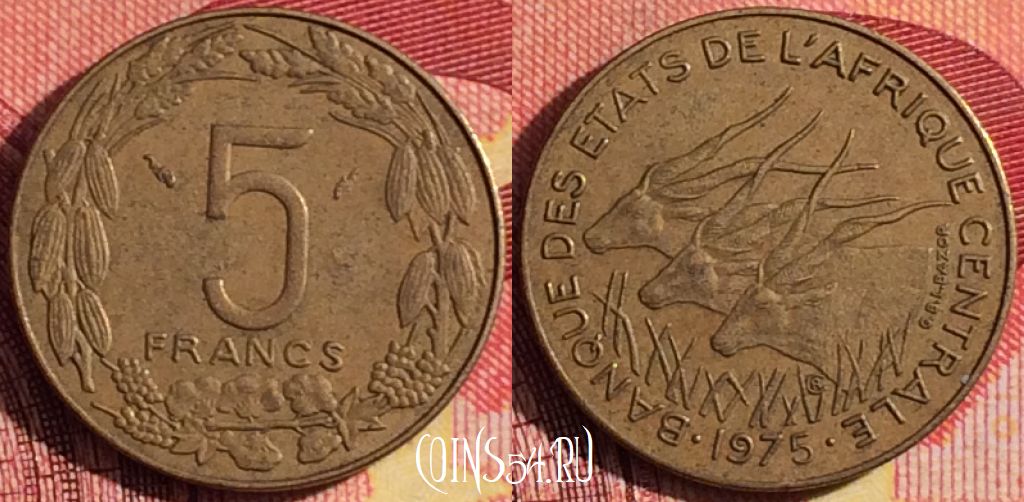 5
FRANCS
BANQUE DES ETATS DE L'AFRIQUE CENTRALE
· 1975 ·
G.B.L.BAZOR
COINS54.RU